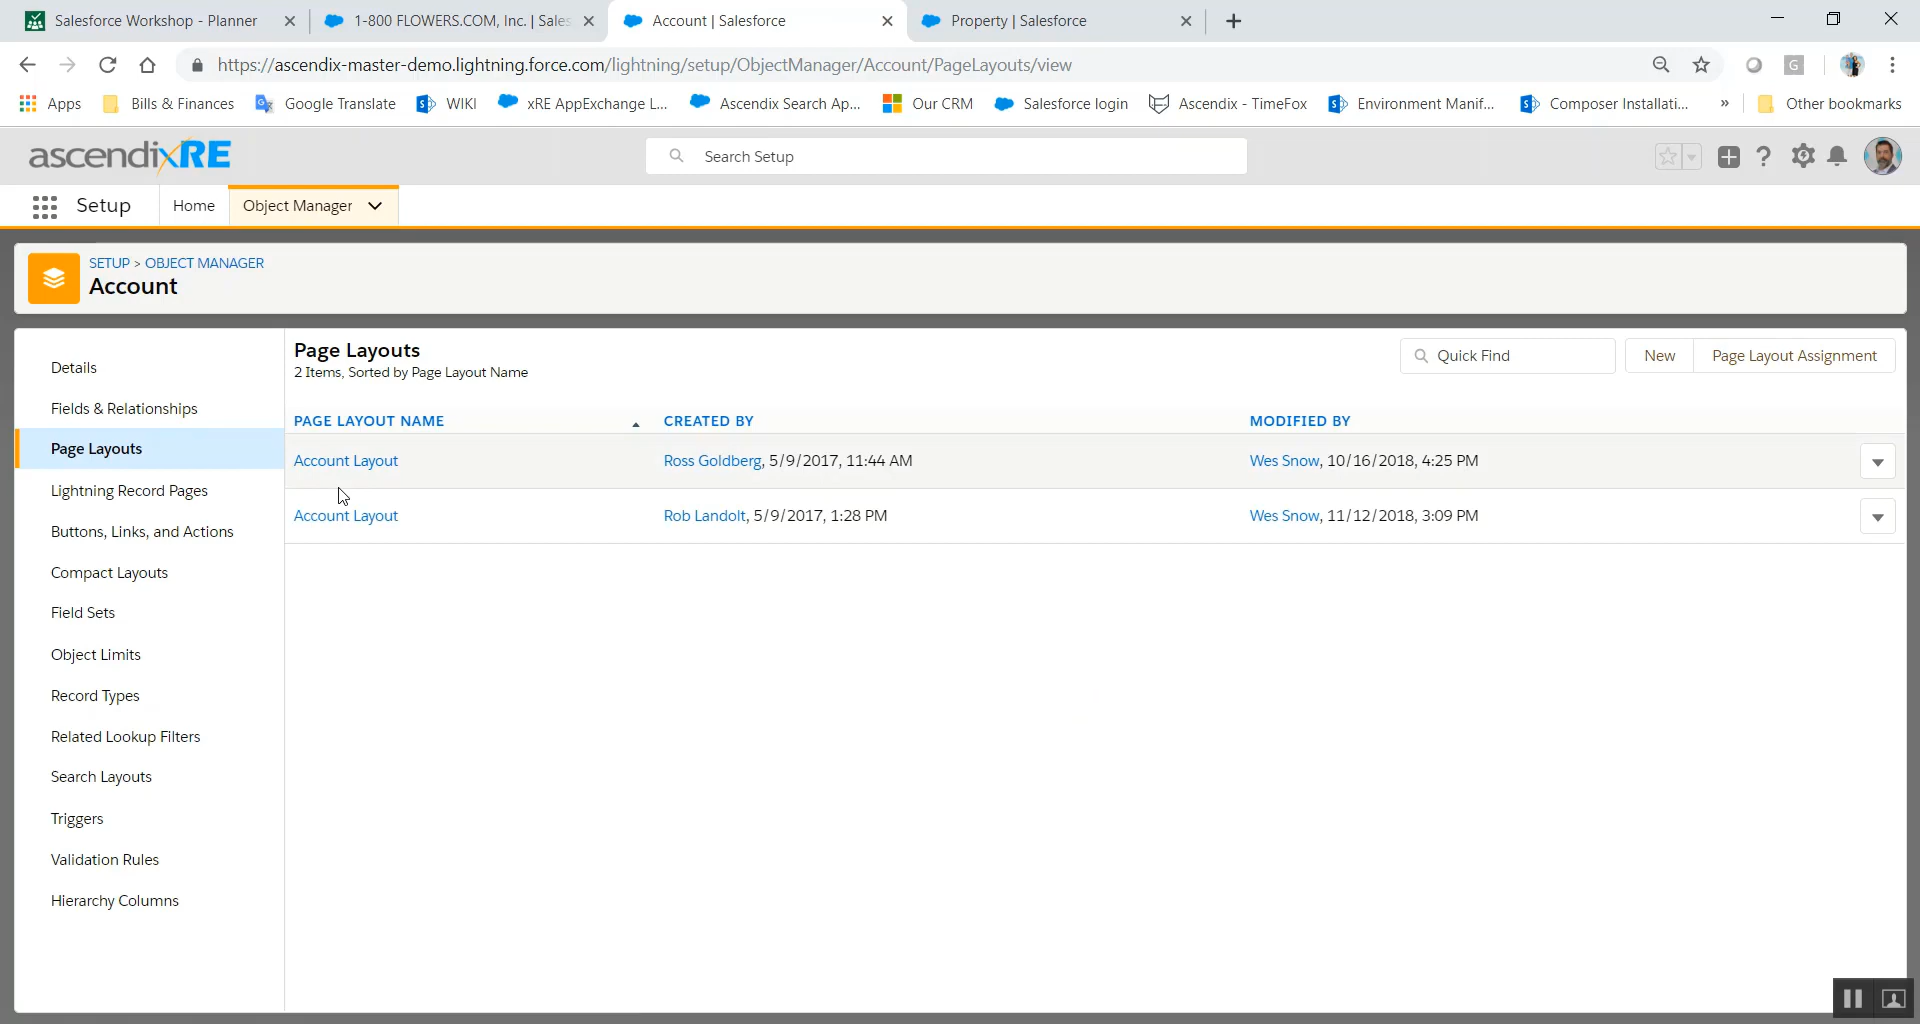 Salesforce Workshop - Planner
1-800 FLOWERS.COM, Inc. | Sales
Account | Salesforce
Property | Salesforce
https://ascendix-master-demo.lightning.force.com/lightning/setup/ObjectManager/Account/PageLayouts/view
G
Apps
Bills & Finances
Google Translate
WIKI
xRE AppExchange L...
Ascendix Search Ap...
Our CRM
Salesforce login
Ascendix - TimeFox
Environment Manif...
Composer Installati...
»
Other bookmarks
ascendixRE
Search Setup
Setup
Home
Object Manager
SETUP > OBJECT MANAGER
Account
Details
Fields & Relationships
Page Layouts
Lightning Record Pages
Buttons, Links, and Actions
Compact Layouts
Field Sets
Object Limits
Record Types
Related Lookup Filters
Search Layouts
Triggers
Validation Rules
Hierarchy Columns
Page Layouts
2 Items, Sorted by Page Layout Name
Quick Find
New
Page Layout Assignment
PAGE LAYOUT NAME
CREATED BY
MODIFIED BY
Account Layout
Ross Goldberg, 5/9/2017, 11:44 AM
Wes Snow, 10/16/2018, 4:25 PM
Account Layout
Rob Landolt, 5/9/2017, 1:28 PM
Wes Snow, 11/12/2018, 3:09 PM